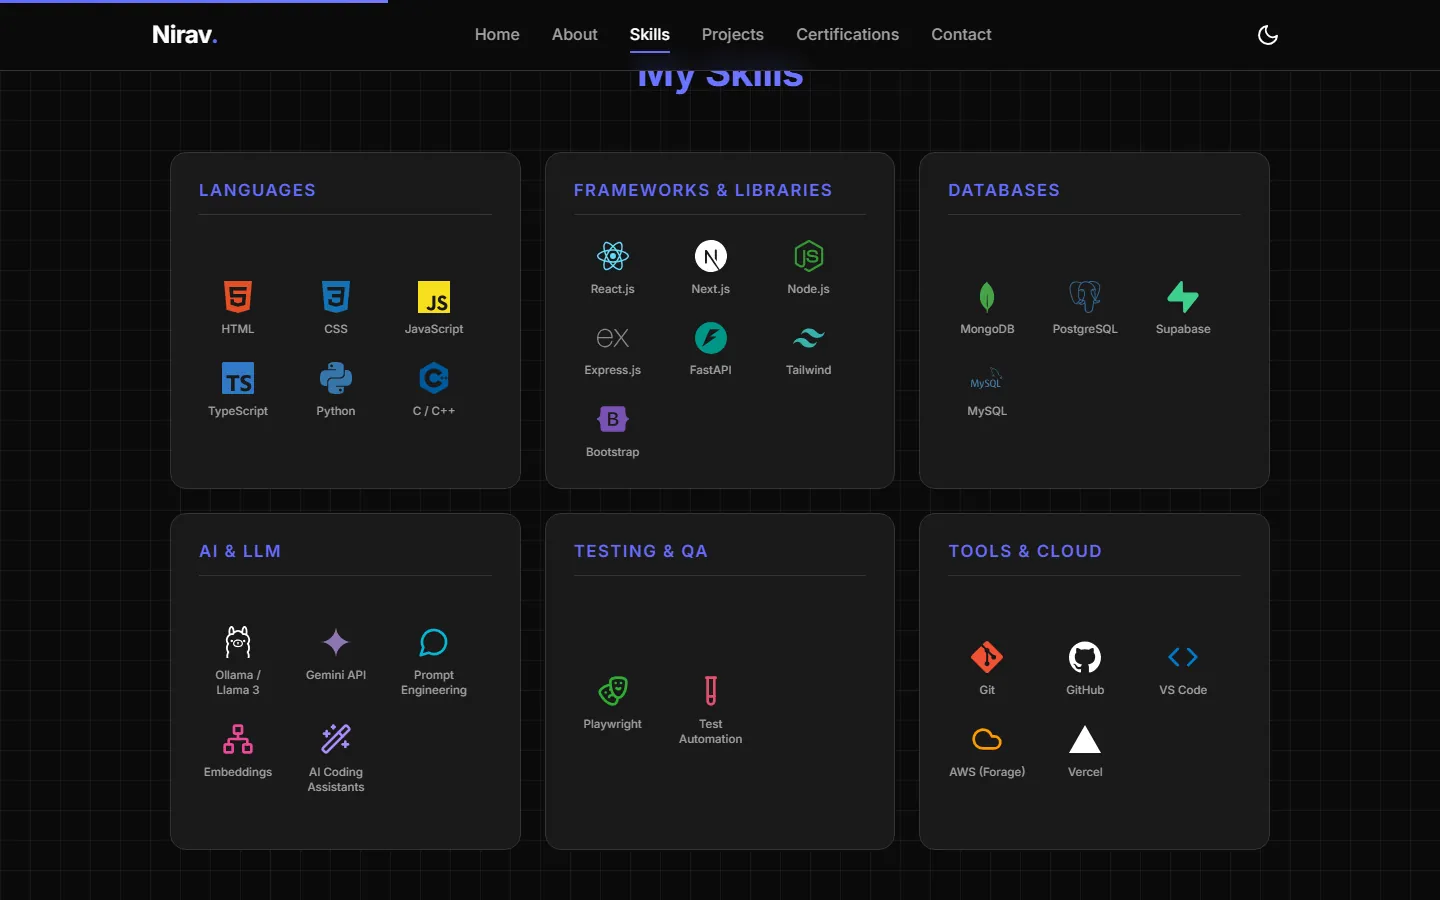 Nirav.
Home
About
Skills
Projects
Certifications
Contact
My Skills
LANGUAGES
HTML
CSS
JavaScript
TypeScript
Python
C / C++
FRAMEWORKS & LIBRARIES
React.js
Next.js
Node.js
Express.js
FastAPI
Tailwind
Bootstrap
DATABASES
MongoDB
PostgreSQL
Supabase
MySQL
MySQL
AI & LLM
Ollama /
Llama 3
Gemini API
Prompt
Engineering
Embeddings
AI Coding
Assistants
TESTING & QA
Playwright
Test
Automation
TOOLS & CLOUD
Git
GitHub
VS Code
AWS (Forage)
Vercel